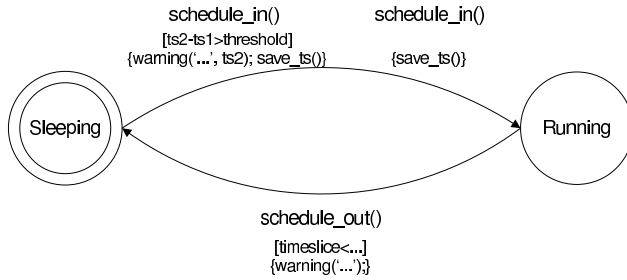 schedule_in()
[ts2-ts1>threshold]
{warning('...', ts2); save_ts()}
schedule_in()
{save_ts()}
Sleeping
Running
schedule_out()
[timeslice<...]
{warning('...');}